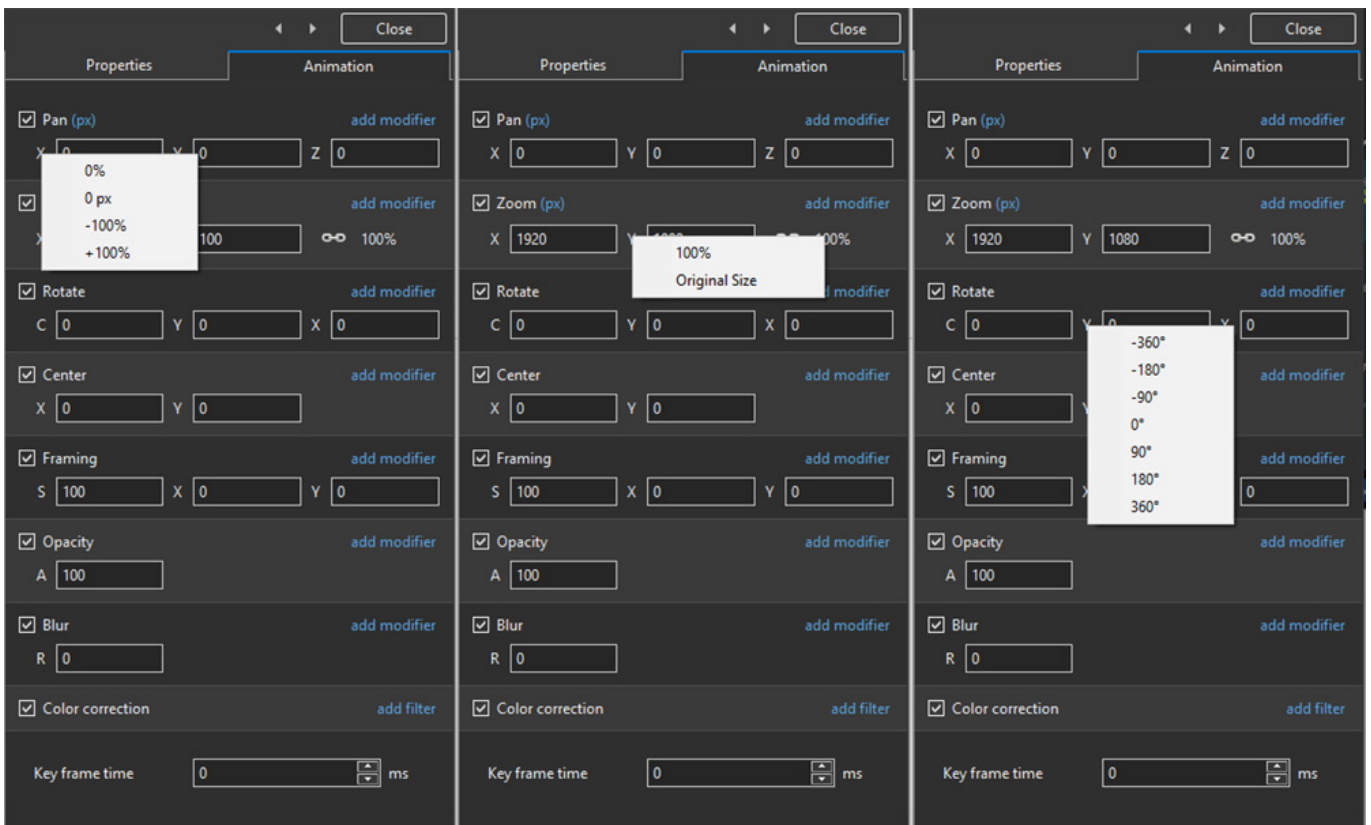 Close
Properties Animation
Pan (px) add modifier
X 0 Y 0 Z 0
0%
0 px
-100%
+100%
add modifier
100 100%
Rotate add modifier
C 0 Y 0 X 0
Center add modifier
X 0 Y 0
Framing add modifier
S 100 X 0 Y 0
Opacity add modifier
A 100
Blur add modifier
R 0
Color correction add filter
Key frame time 0 ms
Close
Properties Animation
Pan (px) add modifier
X 0 Y 0 Z 0
Zoom (px) add modifier
X 1920 Y 1080 100%
100%
Original Size
Rotate modifier
C 0 Y 0 X 0
Center add modifier
X 0 Y 0
Framing add modifier
S 100 X 0 Y 0
Opacity add modifier
A 100
Blur add modifier
R 0
Color correction add filter
Key frame time 0 ms
Close
Properties Animation
Pan (px) add modifier
X 0 Y 0 Z 0
Zoom (px) add modifier
X 1920 Y 1080 100%
Rotate add modifier
C 0 Y 0 X 0
-360°
-180°
-90°
0°
90°
180°
360°
Center add modifier
X 0
Framing add modifier
S 100 X 0
Opacity add modifier
A 100
Blur add modifier
R 0
Color correction add filter
Key frame time 0 ms